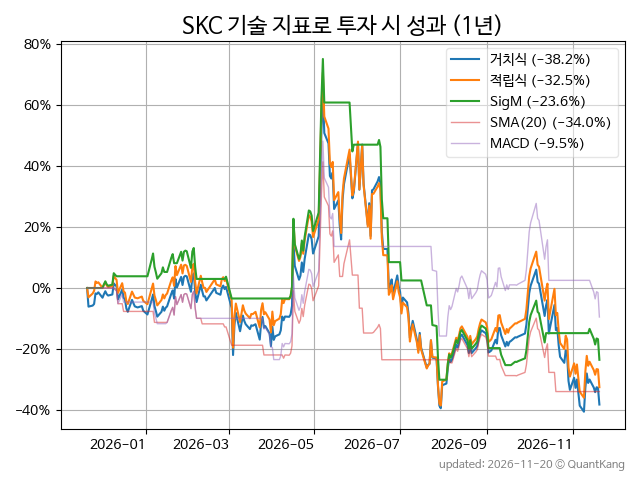 SKC 기술 지표로 투자 시 성과 (1년)
80%
60%
40%
20%
0%
−20%
−40%
거치식 (−38.2%)
적립식 (−32.5%)
SigM (−23.6%)
SMA(20) (−34.0%)
MACD (−9.5%)
2026-01
2026-03
2026-05
2026-07
2026-09
2026-11
updated: 2026-11-20 © QuantKang